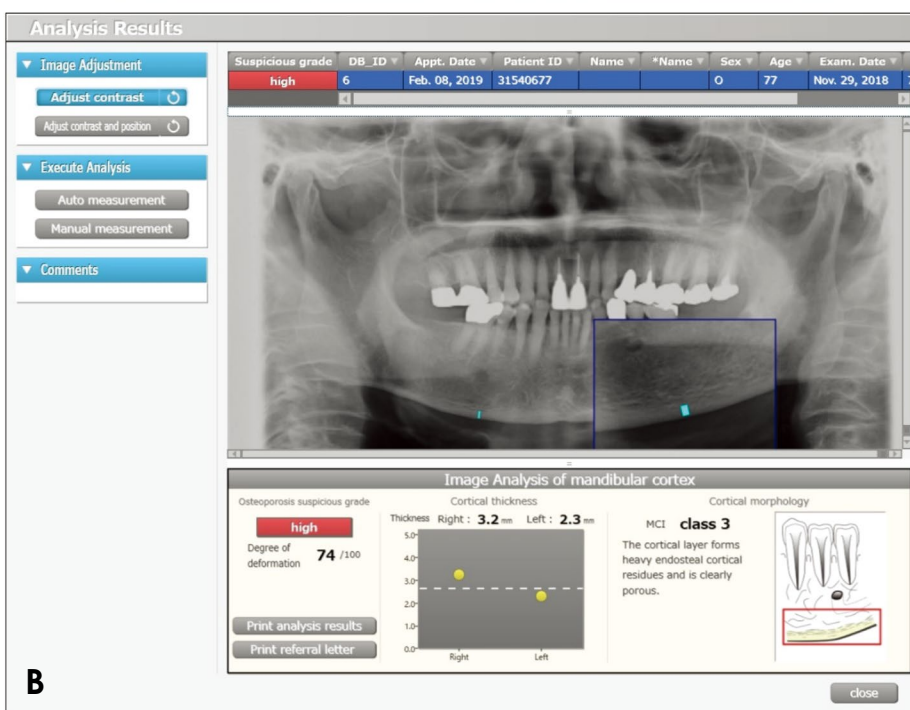 Analysis Results
Image Adjustment
Adjust contrast
Adjust contrast and position
Execute Analysis
Auto measurement
Manual measurement
Comments
Suspicious grade DB_ID Appt. Date Patient ID Name *Name Sex Age Exam. Date
high 6 Feb. 08, 2019 31540677 O 77 Nov. 29, 2018
Image Analysis of mandibular cortex
Osteoporosis suspicious grade
high
Degree of
deformation 74 /100
Print analysis results
Print referral letter
Cortical thickness
Thickness Right : 3.2 mm Left : 2.3 mm
5.0
4.0
3.0
2.0
1.0
0.0
Right Left
Cortical morphology
MCI class 3
The cortical layer forms
heavy endosteal cortical
residues and is clearly
porous.
B
close